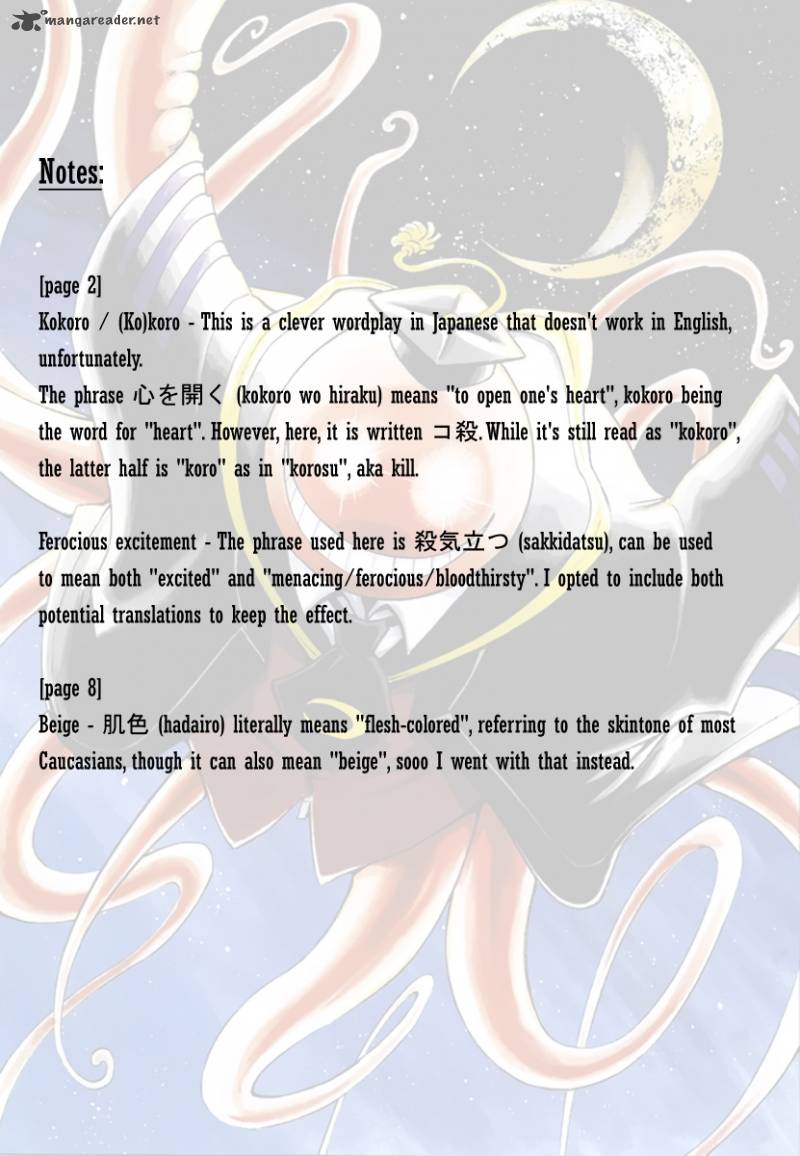 mangareader.net
Notes:
[page 2]
Kokoro / (Ko)koro - This is a clever wordplay in Japanese that doesn't work in English,
unfortunately.
The phrase 心を開く (kokoro wo hiraku) means "to open one's heart", kokoro being
the word for "heart". However, here, it is written コ殺. While it's still read as "kokoro",
the latter half is "koro" as in "korosu", aka kill.
Ferocious excitement - The phrase used here is 殺気立つ (sakkidatsu), can be used
to mean both "excited" and "menacing/ferocious/bloodthirsty". I opted to include both
potential translations to keep the effect.
[page 8]
Beige - 肌色 (hadairo) literally means "flesh-colored", referring to the skintone of most
Caucasians, though it can also mean "beige", sooo I went with that instead.